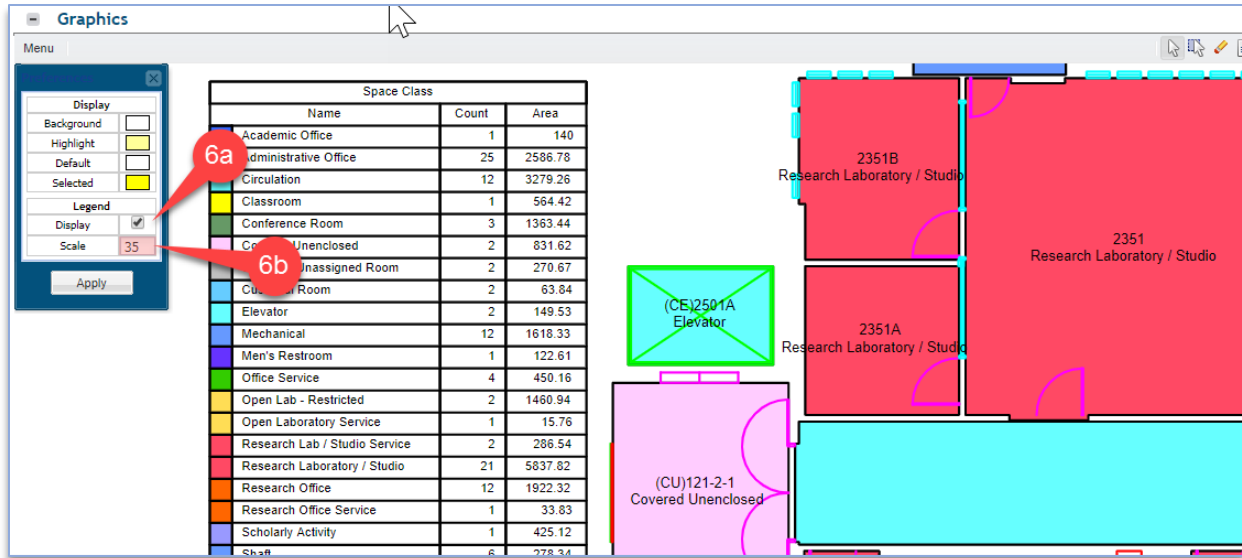 Graphics
Menu
Display
Background
Highlight
Default
Selected
Legend
Display
Scale 35
Apply
6a
6b
Space Class
Name Count Area
Academic Office 1 140
Administrative Office 25 2586.78
Circulation 12 3279.26
Classroom 1 564.42
Conference Room 3 1363.44
Unenclosed 2 831.62
Unassigned Room 2 270.67
Room 2 63.84
Elevator 2 149.53
Mechanical 12 1618.33
Men's Restroom 1 122.61
Office Service 4 450.16
Open Lab - Restricted 2 1460.94
Open Laboratory Service 1 15.76
Research Lab / Studio Service 2 286.54
Research Laboratory / Studio 21 5837.82
Research Office 12 1922.32
Research Office Service 1 33.83
Scholarly Activity 1 425.12
Shaft 6 278.34
2351B
Research Laboratory / Studio
2351
Research Laboratory / Studio
(CE)2501A
Elevator
2351A
Research Laboratory / Studio
(CU)121-2-1
Covered Unenclosed